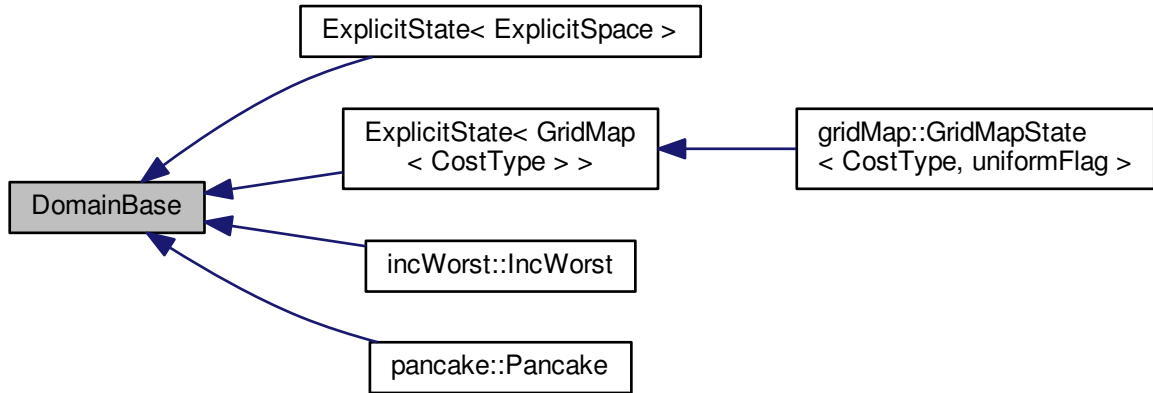 ExplicitState< ExplicitSpace >
ExplicitState< GridMap
< CostType > >
gridMap::GridMapState
< CostType, uniformFlag >
DomainBase
incWorst::IncWorst
pancake::Pancake